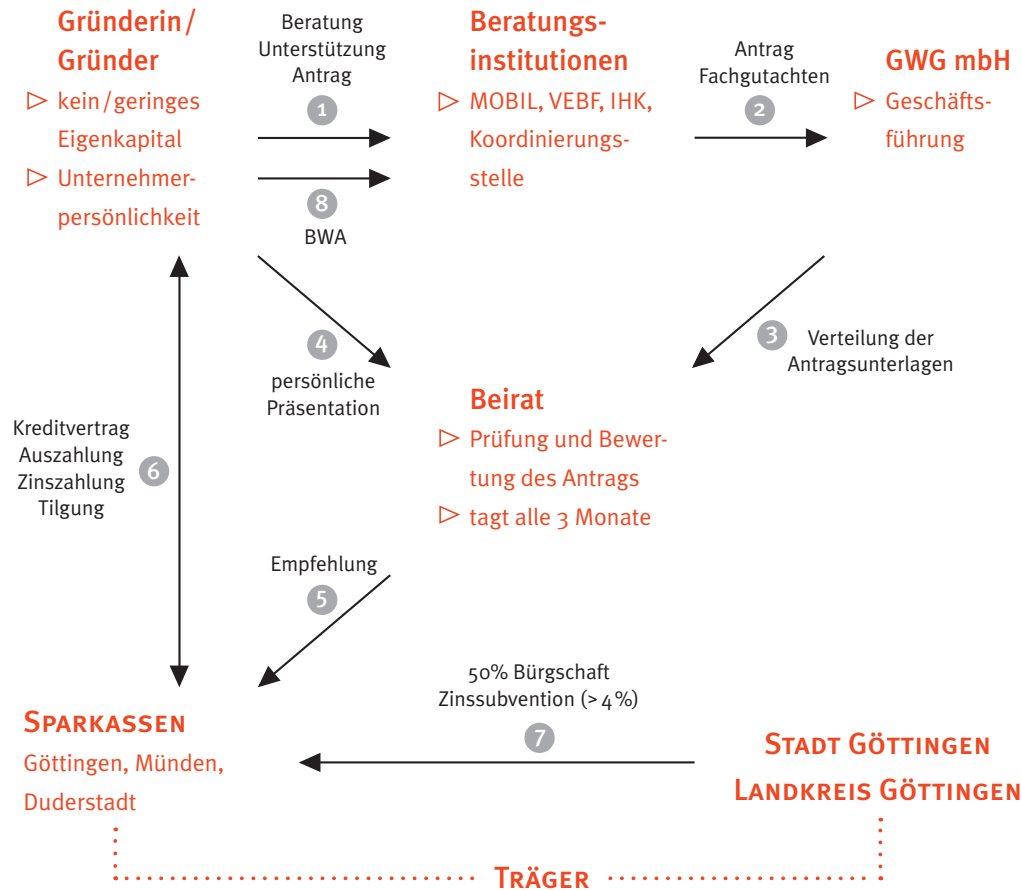 Gründerin/
Gründer
▷ kein/geringes
Eigenkapital
▷ Unternehmer-
persönlichkeit
Beratung
Unterstützung
Antrag
1
8
BWA
Beratungs-
institutionen
▷ MOBIL, VEBF, IHK,
Koordinierungs-
stelle
Antrag
Fachgutachten
2
GWG mbH
▷ Geschäfts-
führung
3
Verteilung der
Antragsunterlagen
4
persönliche
Präsentation
Beirat
▷ Prüfung und Bewer-
tung des Antrags
▷ tagt alle 3 Monate
Empfehlung
5
Kreditvertrag
Auszahlung
Zinszahlung
Tilgung
6
50% Bürgschaft
Zinssubvention (> 4%)
7
SPARKASSEN
Göttingen, Münden,
Duderstadt
STADT GÖTTINGEN
LANDKREIS GÖTTINGEN
TRÄGER